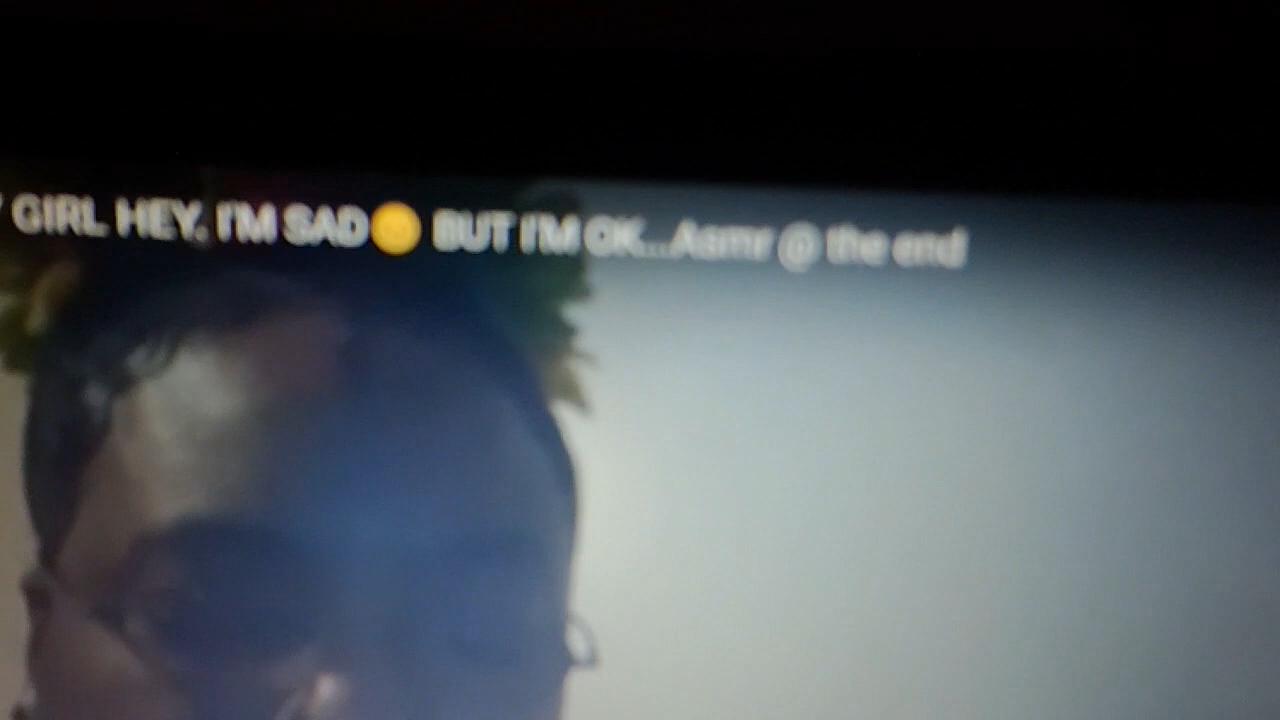 GIRL HEY, I'M SAD🙁 BUT I'M OK...Asmr @ the end